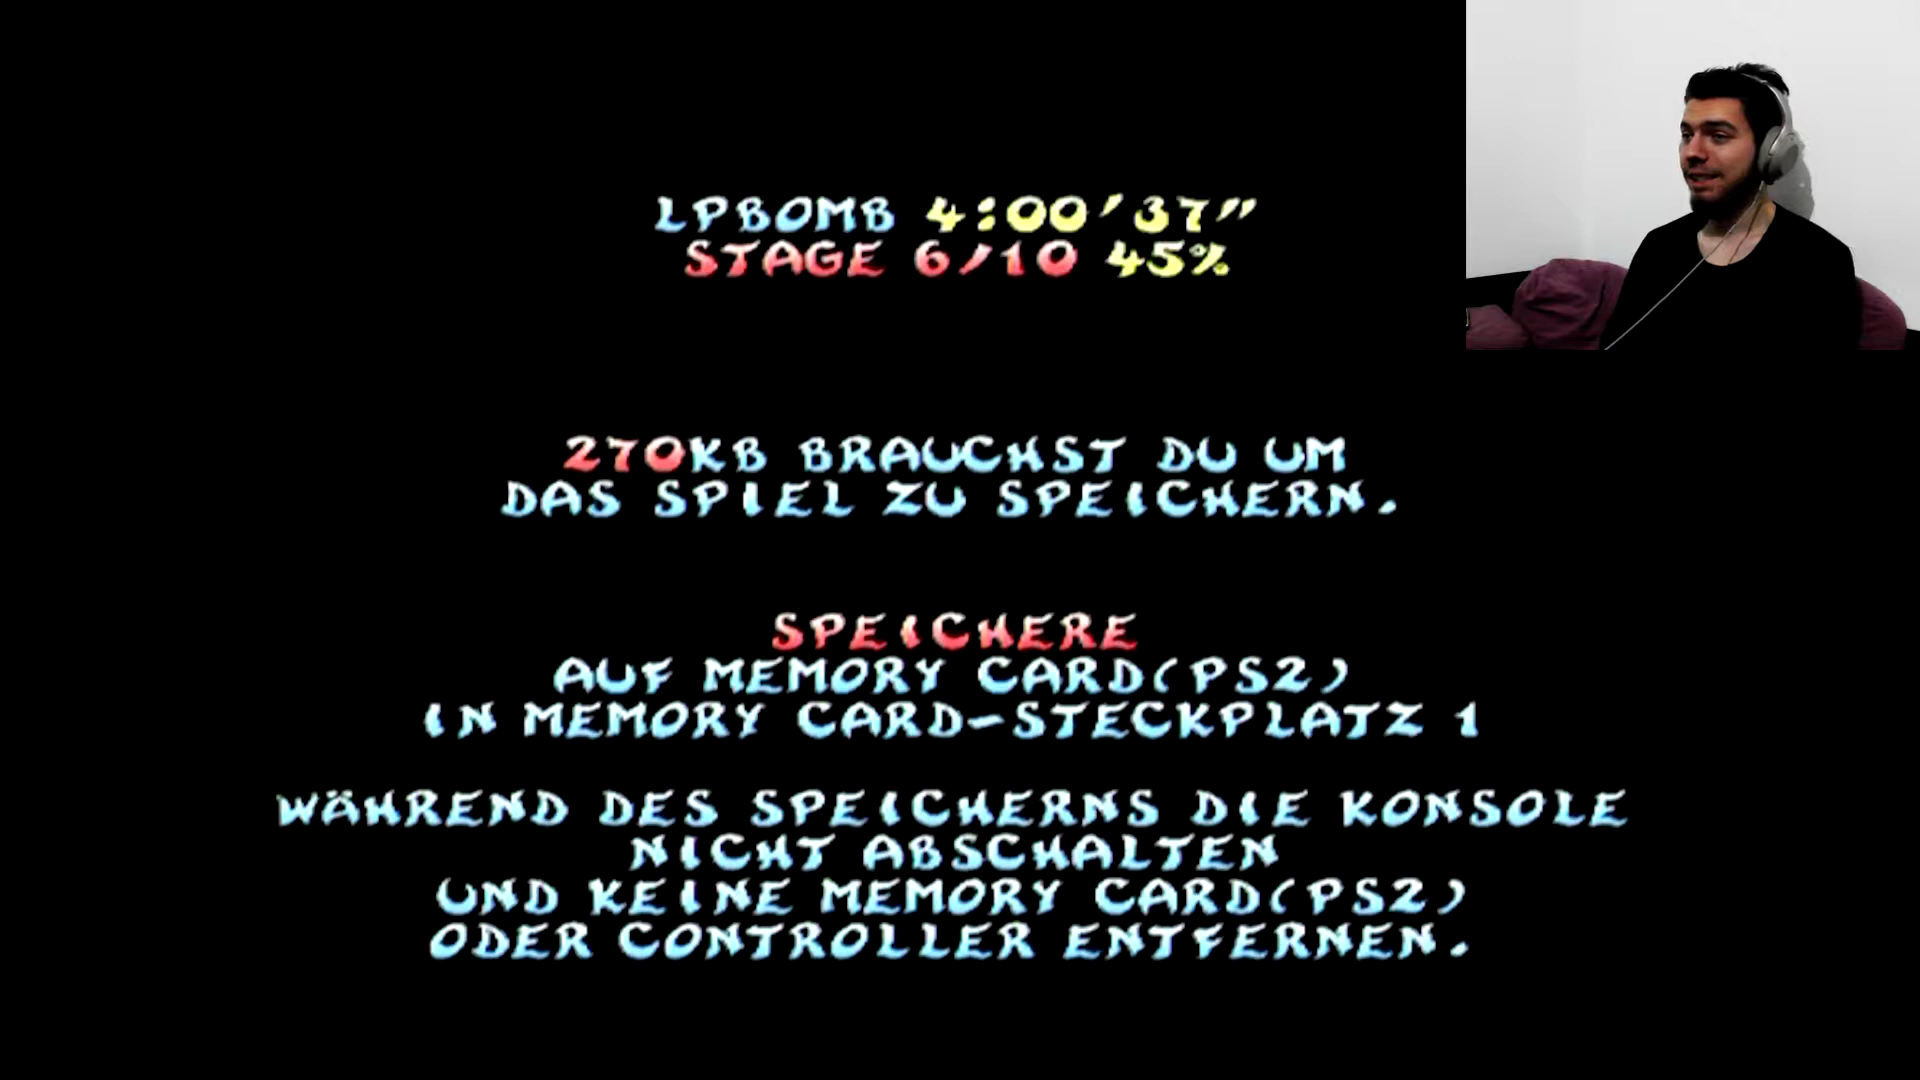 LPBOMB 4:00'37"
STAGE 6/10 45%
270KB BRAUCHST DU UM
DAS SPIEL ZU SPEICHERN.
SPEICHERE
AUF MEMORY CARD(PS2)
IN MEMORY CARD-STECKPLATZ 1
WÄHREND DES SPEICHERNS DIE KONSOLE
NICHT ABSCHALTEN
UND KEINE MEMORY CARD(PS2)
ODER CONTROLLER ENTFERNEN.